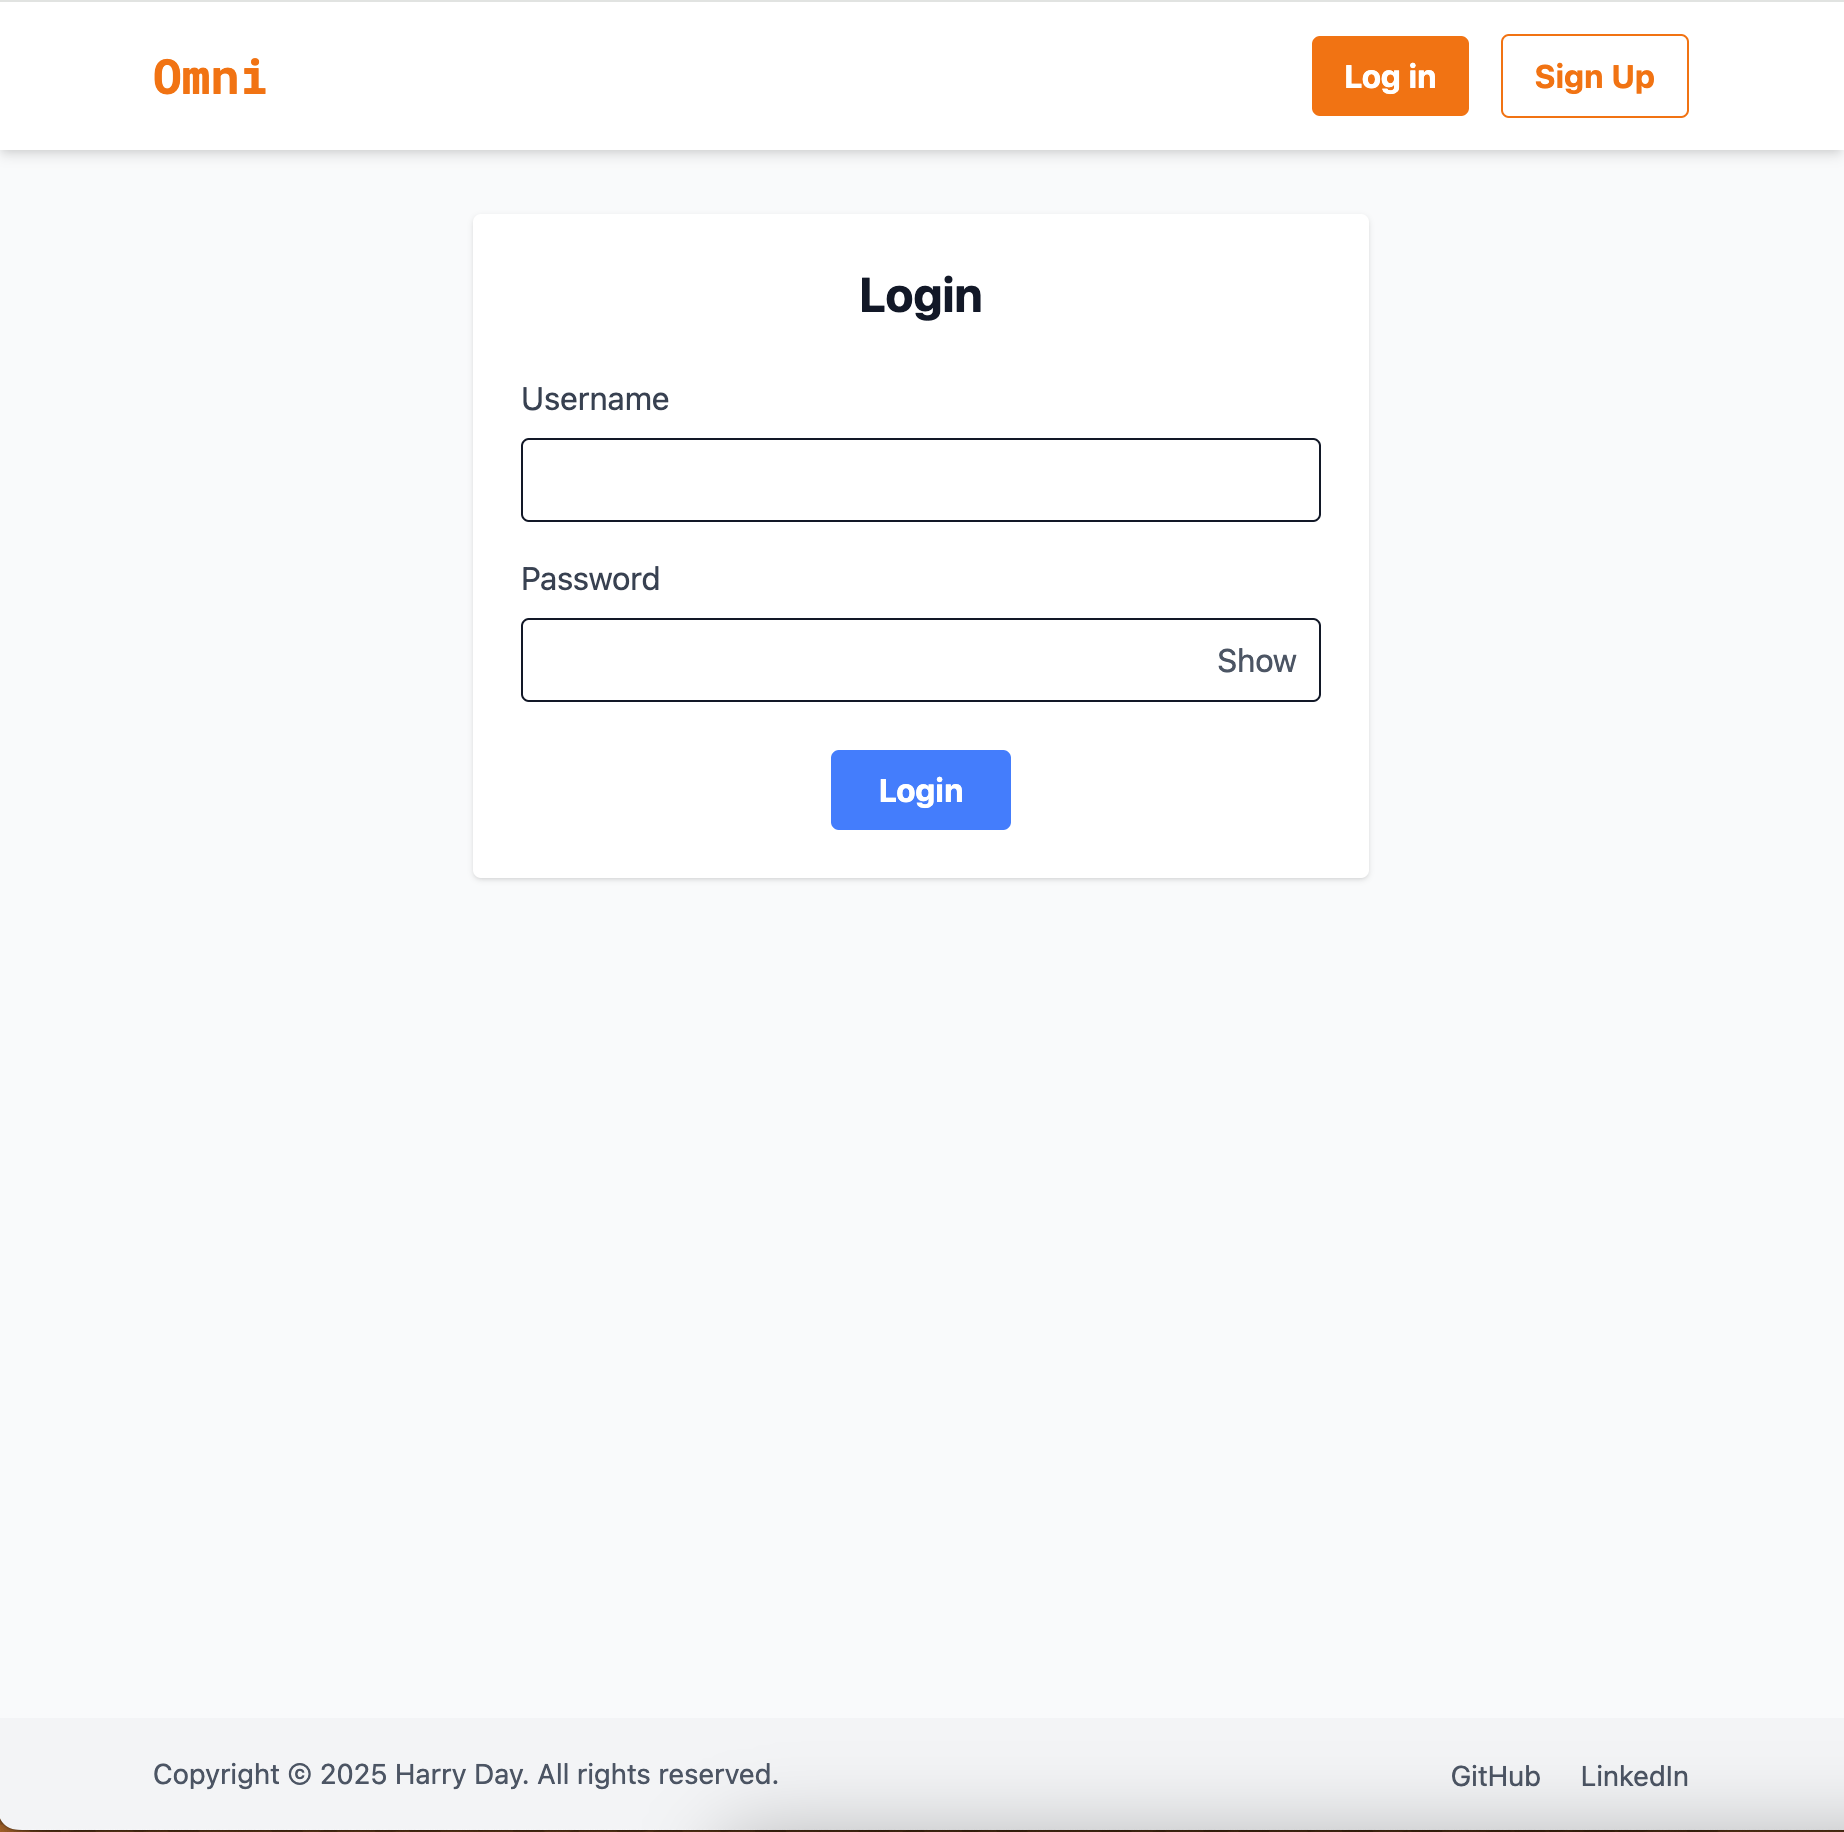 Omni
Log in
Sign Up
Login
Username
Password
Show
Login
Copyright © 2025 Harry Day. All rights reserved.
GitHub
LinkedIn